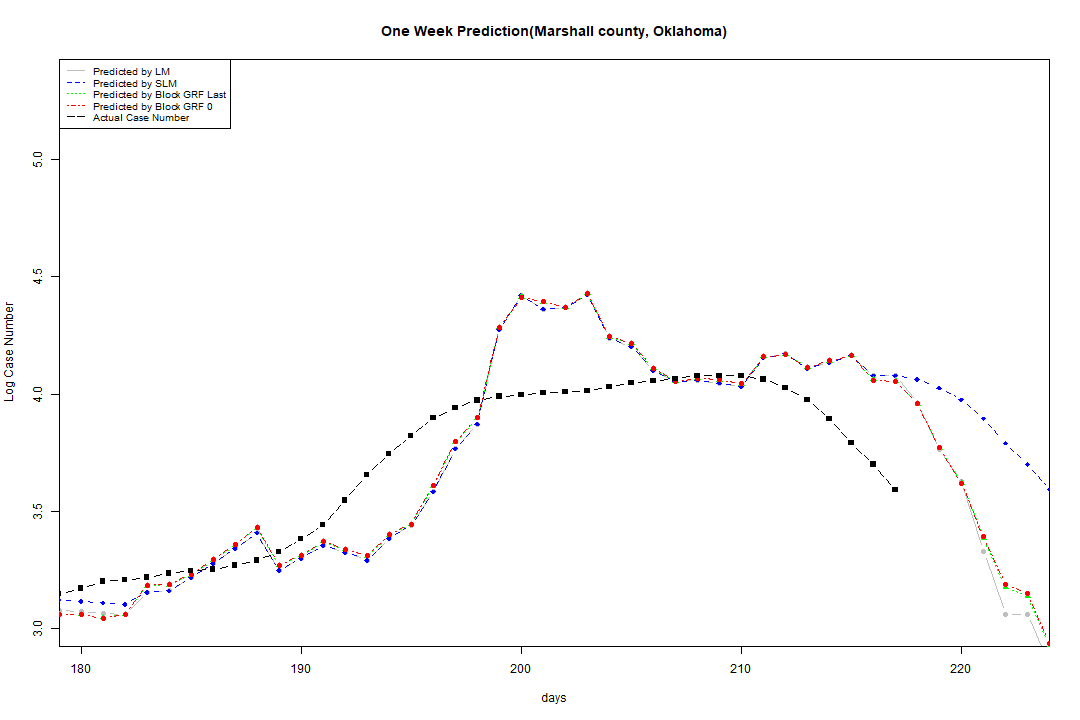 One Week Prediction(Marshall county, Oklahoma)
Predicted by LM
Predicted by SLM
Predicted by Block GRF Last
Predicted by Block GRF 0
Actual Case Number
5.0
4.5
4.0
3.5
3.0
Log Case Number
180 190 200 210 220
days